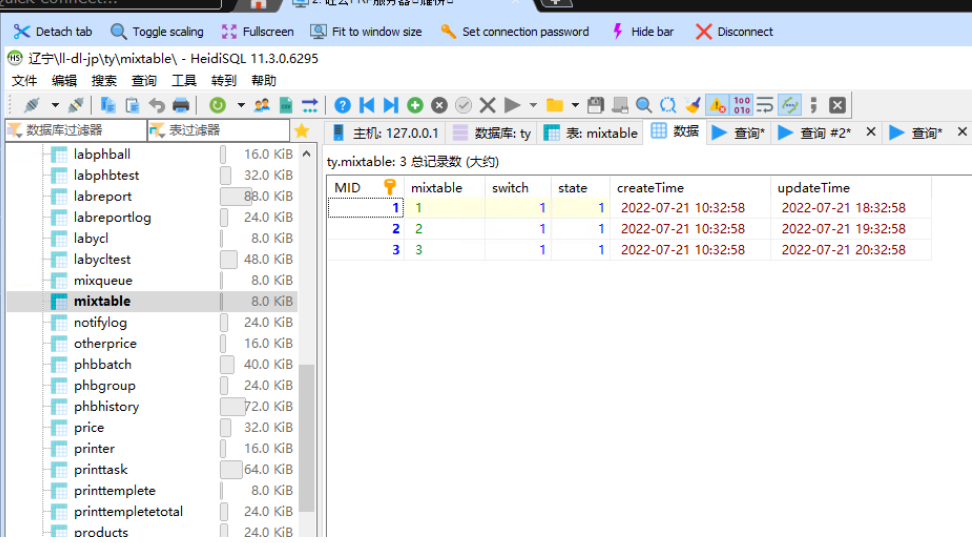 Detach tab Toggle scaling Fullscreen Fit to window size Set connection password Hide bar Disconnect
辽宁\ll-dl-jp\ty\mixtable\ - HeidiSQL 11.3.0.6295
文件 编辑 搜索 查询 工具 转到 帮助
数据库过滤器 表过滤器 主机: 127.0.0.1 数据库: ty 表: mixtable 数据 查询* 查询 #2* 查询*
labphball 16.0 KiB
labphbtest 32.0 KiB
labreport 88.0 KiB
labreportlog 24.0 KiB
labycl 8.0 KiB
labycltest 48.0 KiB
mixqueue 8.0 KiB
mixtable 8.0 KiB
notifylog 24.0 KiB
otherprice 16.0 KiB
phbbatch 40.0 KiB
phbgroup 24.0 KiB
phbhistory 72.0 KiB
price 32.0 KiB
printer 16.0 KiB
printtask 64.0 KiB
printtemplete 8.0 KiB
printtempletetotal 24.0 KiB
products 24.0 KiB
ty.mixtable: 3 总记录数 (大约)
MID mixtable switch state createTime updateTime
1 1 1 1 2022-07-21 10:32:58 2022-07-21 18:32:58
2 2 1 1 2022-07-21 10:32:58 2022-07-21 19:32:58
3 3 1 1 2022-07-21 10:32:58 2022-07-21 20:32:58